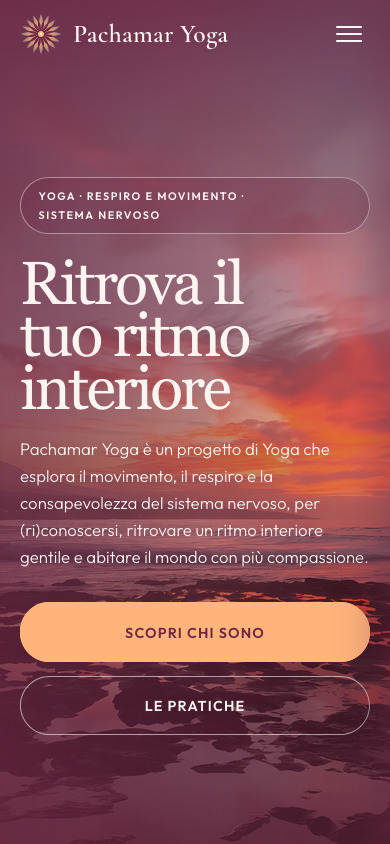 Pachamar Yoga
YOGA · RESPIRO E MOVIMENTO ·
SISTEMA NERVOSO
Ritrova il
tuo ritmo
interiore
Pachamar Yoga è un progetto di Yoga che
esplora il movimento, il respiro e la
consapevolezza del sistema nervoso, per
(ri)conoscersi, ritrovare un ritmo interiore
gentile e abitare il mondo con più compassione.
SCOPRI CHI SONO
LE PRATICHE